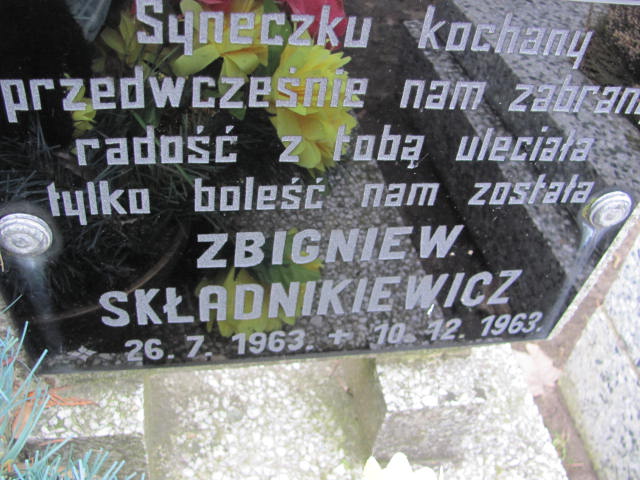 Syneczku kochany
przedwcześnie nam zabran
radość z tobą uleciała
tylko boleść nam została
ZBIGNIEW
SKŁADNIKIEWICZ
26.7.1963. + 10.12.1963.